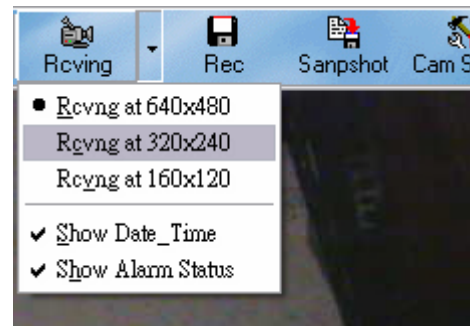 Rcving Rec Sanpshot Cam S
Rcvng at 640x480
Rcvng at 320x240
Rcvng at 160x120
Show Date_Time
Show Alarm Status